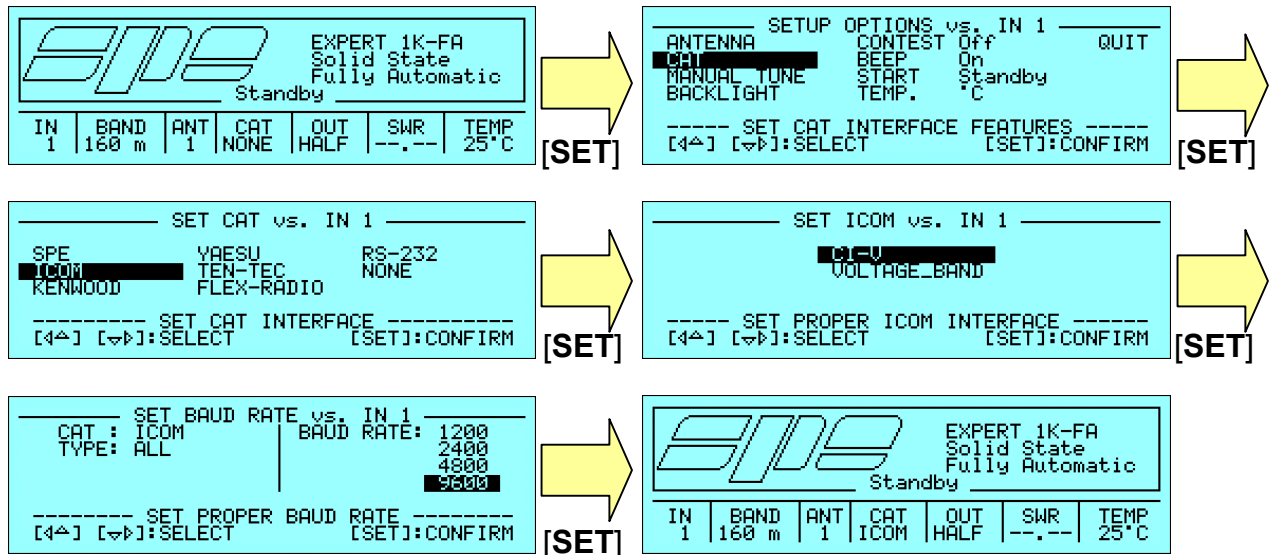 spe
EXPERT 1K-FA
Solid State
Fully Automatic
Standby
IN BAND ANT CAT OUT SWR TEMP
1 160 m 1 NONE HALF --.-- 25°C
[SET]
SETUP OPTIONS vs. IN 1
ANTENNA CONTEST Off QUIT
CAT BEEP On
MANUAL TUNE START Standby
BACKLIGHT TEMP. °C
----- SET CAT INTERFACE FEATURES -----
[◁△] [▽▷]:SELECT [SET]:CONFIRM
[SET]
SET CAT vs. IN 1
SPE YAESU RS-232
ICOM TEN-TEC NONE
KENWOOD FLEX-RADIO
--------- SET CAT INTERFACE ----------
[◁△] [▽▷]:SELECT [SET]:CONFIRM
[SET]
SET ICOM vs. IN 1
CI-V
VOLTAGE_BAND
----- SET PROPER ICOM INTERFACE ------
[◁△] [▽▷]:SELECT [SET]:CONFIRM
[SET]
SET BAUD RATE vs. IN 1
CAT : ICOM BAUD RATE: 1200
TYPE: ALL 2400
4800
9600
-------- SET PROPER BAUD RATE --------
[◁△] [▽▷]:SELECT [SET]:CONFIRM
[SET]
spe
EXPERT 1K-FA
Solid State
Fully Automatic
Standby
IN BAND ANT CAT OUT SWR TEMP
1 160 m 1 ICOM HALF --.-- 25°C